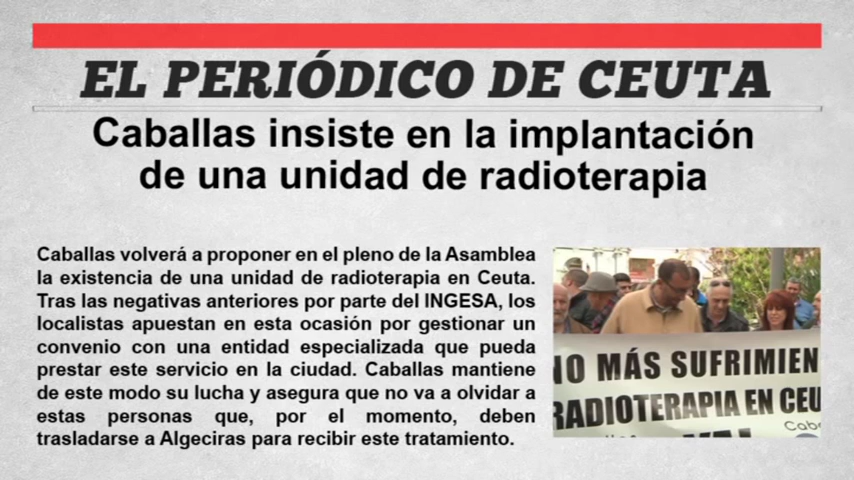 EL PERIÓDICO DE CEUTA
Caballas insiste en la implantación
de una unidad de radioterapia
Caballas volverá a proponer en el pleno de la Asamblea
la existencia de una unidad de radioterapia en Ceuta.
Tras las negativas anteriores por parte del INGESA, los
localistas apuestan en esta ocasión por gestionar un
convenio con una entidad especializada que pueda
prestar este servicio en la ciudad. Caballas mantiene
de este modo su lucha y asegura que no va a olvidar a
estas personas que, por el momento, deben
trasladarse a Algeciras para recibir este tratamiento.
NO MÁS SUFRIMIEN
RADIOTERAPIA EN CEU